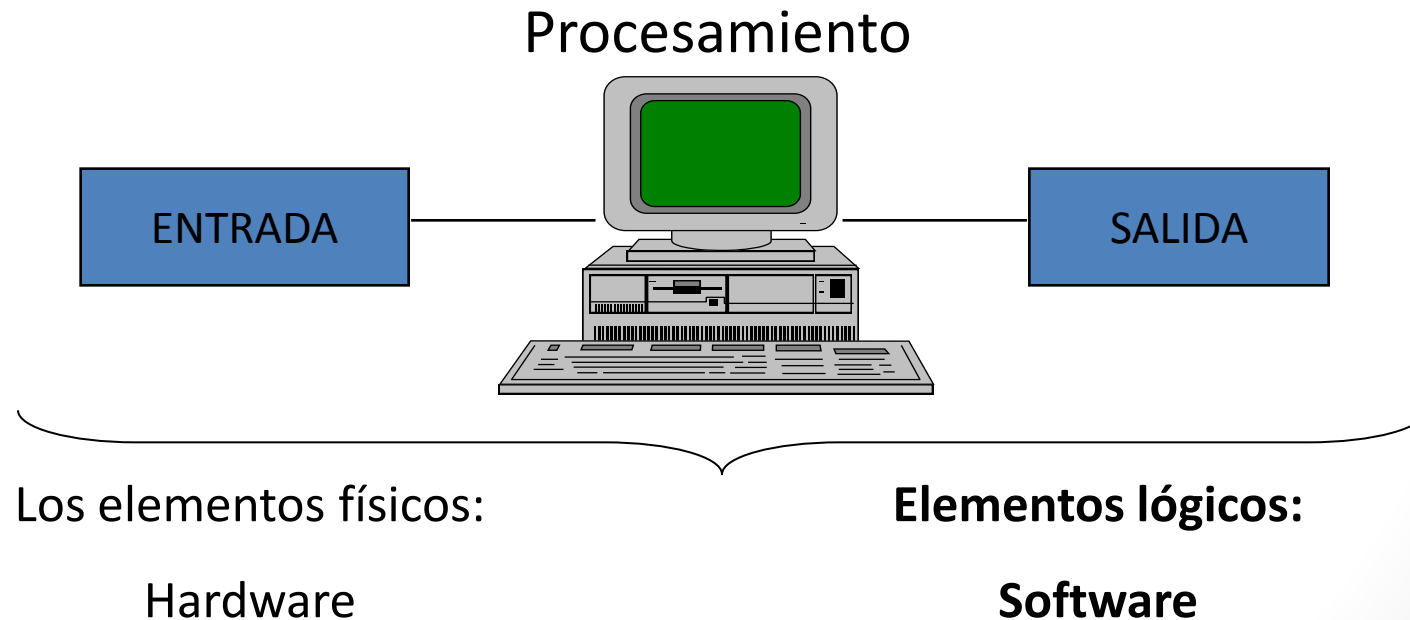 Procesamiento
ENTRADA
SALIDA
Los elementos físicos:
Elementos lógicos:
Hardware
Software